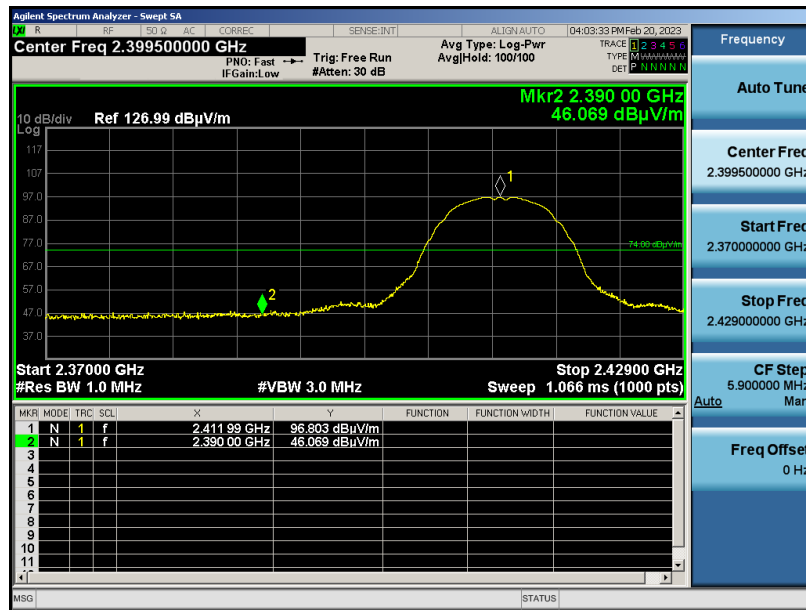 Agilent Spectrum Analyzer - Swept SA
LXI R RF 50 Ω AC CORREC SENSE:INT ALIGN AUTO 04:03:33 PM Feb 20, 2023
Center Freq 2.399500000 GHz
PNO: Fast
IFGain:Low
Trig: Free Run
#Atten: 30 dB
Avg Type: Log-Pwr
Avg|Hold: 100/100
TRACE 1 2 3 4 5 6
TYPE M WWWWW
DET P N N N N N
Mkr2 2.390 00 GHz
46.069 dBµV/m
10 dB/div Ref 126.99 dBµV/m
Log
117
107
97.0
87.0
77.0
67.0
57.0
47.0
37.0
1
2
74.00 dBµV/m
Start 2.37000 GHz Stop 2.42900 GHz
#Res BW 1.0 MHz #VBW 3.0 MHz Sweep 1.066 ms (1000 pts)
MKR MODE TRC SCL X Y FUNCTION FUNCTION WIDTH FUNCTION VALUE
1 N 1 f 2.411 99 GHz 96.803 dBµV/m
2 N 1 f 2.390 00 GHz 46.069 dBµV/m
3
4
5
6
7
8
9
10
11
MSG STATUS
Frequency
Auto Tune
Center Freq
2.399500000 GHz
Start Freq
2.370000000 GHz
Stop Freq
2.429000000 GHz
CF Step
5.900000 MHz
Auto Man
Freq Offset
0 Hz